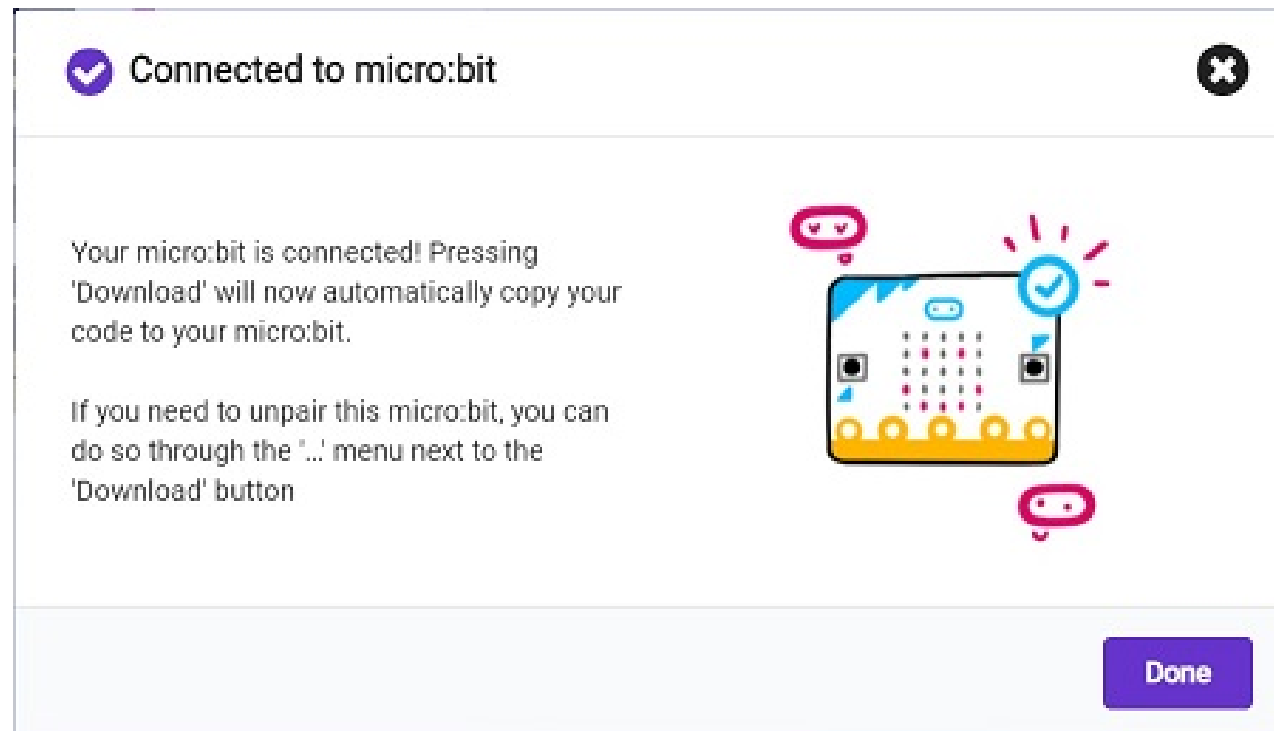 Connected to micro:bit
Your micro:bit is connected! Pressing
'Download' will now automatically copy your
code to your micro:bit.
If you need to unpair this micro:bit, you can
do so through the '...' menu next to the
'Download' button
Done